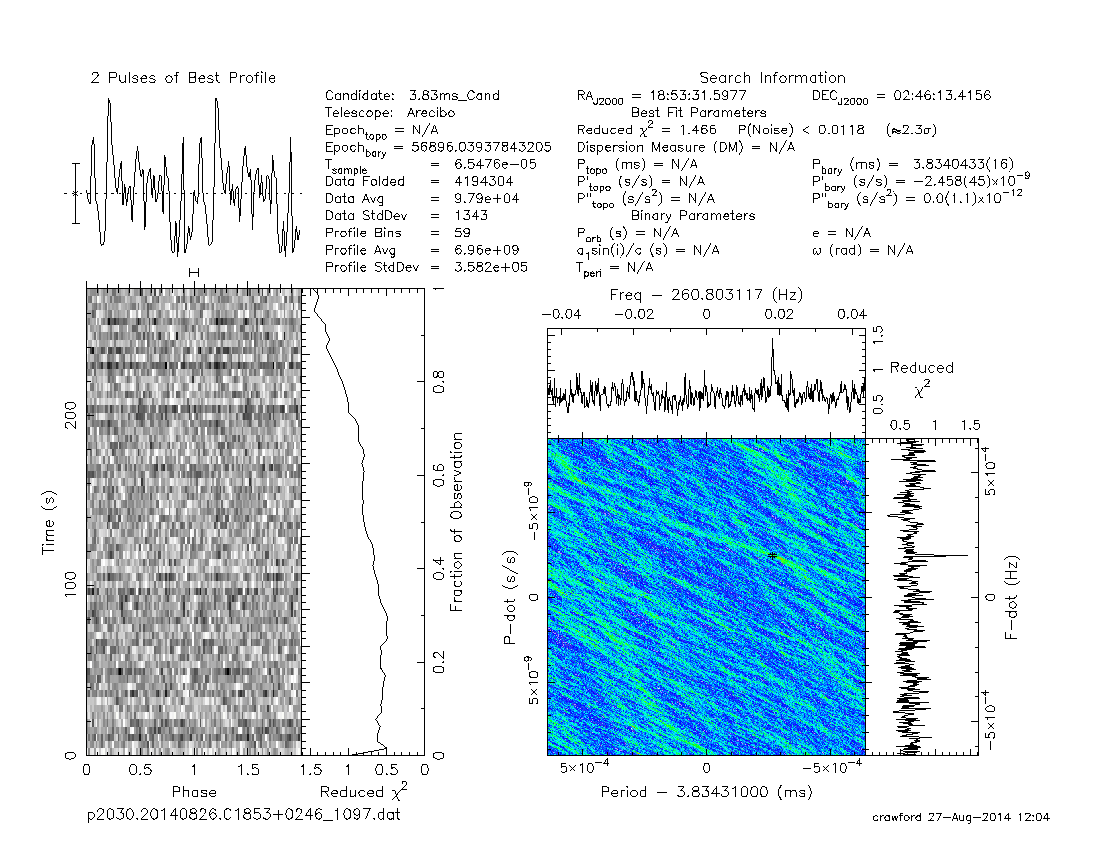 2 Pulses of Best Profile
Candidate: 3.83ms_Cand
Telescope: Arecibo
Epoch_topo = N/A
Epoch_bary = 56896.03937843205
T_sample = 6.5476e-05
Data Folded = 4194304
Data Avg = 9.79e+04
Data StdDev = 1343
Profile Bins = 59
Profile Avg = 6.96e+09
Profile StdDev = 3.582e+05
Search Information
RA_J2000 = 18:53:31.5977 DEC_J2000 = 02:46:13.4156
Best Fit Parameters
Reduced χ² = 1.466 P(Noise) < 0.0118 (≈2.3σ)
Dispersion Measure (DM) = N/A
P_topo (ms) = N/A P_bary (ms) = 3.8340433(16)
P'_topo (s/s) = N/A P'_bary (s/s) = −2.458(45)×10⁻⁹
P''_topo (s/s²) = N/A P''_bary (s/s²) = 0.0(1.1)×10⁻¹²
Binary Parameters
P_orb (s) = N/A e = N/A
a₁sin(i)/c (s) = N/A ω (rad) = N/A
T_peri = N/A
0 100 200
Time (s)
0 0.5 1 1.5
Phase
1.5 1 0.5 0
Reduced χ²
0 0.2 0.4 0.6 0.8 1
Fraction of Observation
Freq − 260.803117 (Hz)
−0.04 −0.02 0 0.02 0.04
0.5 1 1.5
Reduced
χ²
0.5 1 1.5
−5×10⁻⁹ 0 5×10⁻⁹
P−dot (s/s)
5×10⁻⁴ 0 −5×10⁻⁴
F−dot (Hz)
5×10⁻⁴ 0 −5×10⁻⁴
Period − 3.83431000 (ms)
p2030.20140826.C1853+0246_1097.dat
crawford 27−Aug−2014 12:04